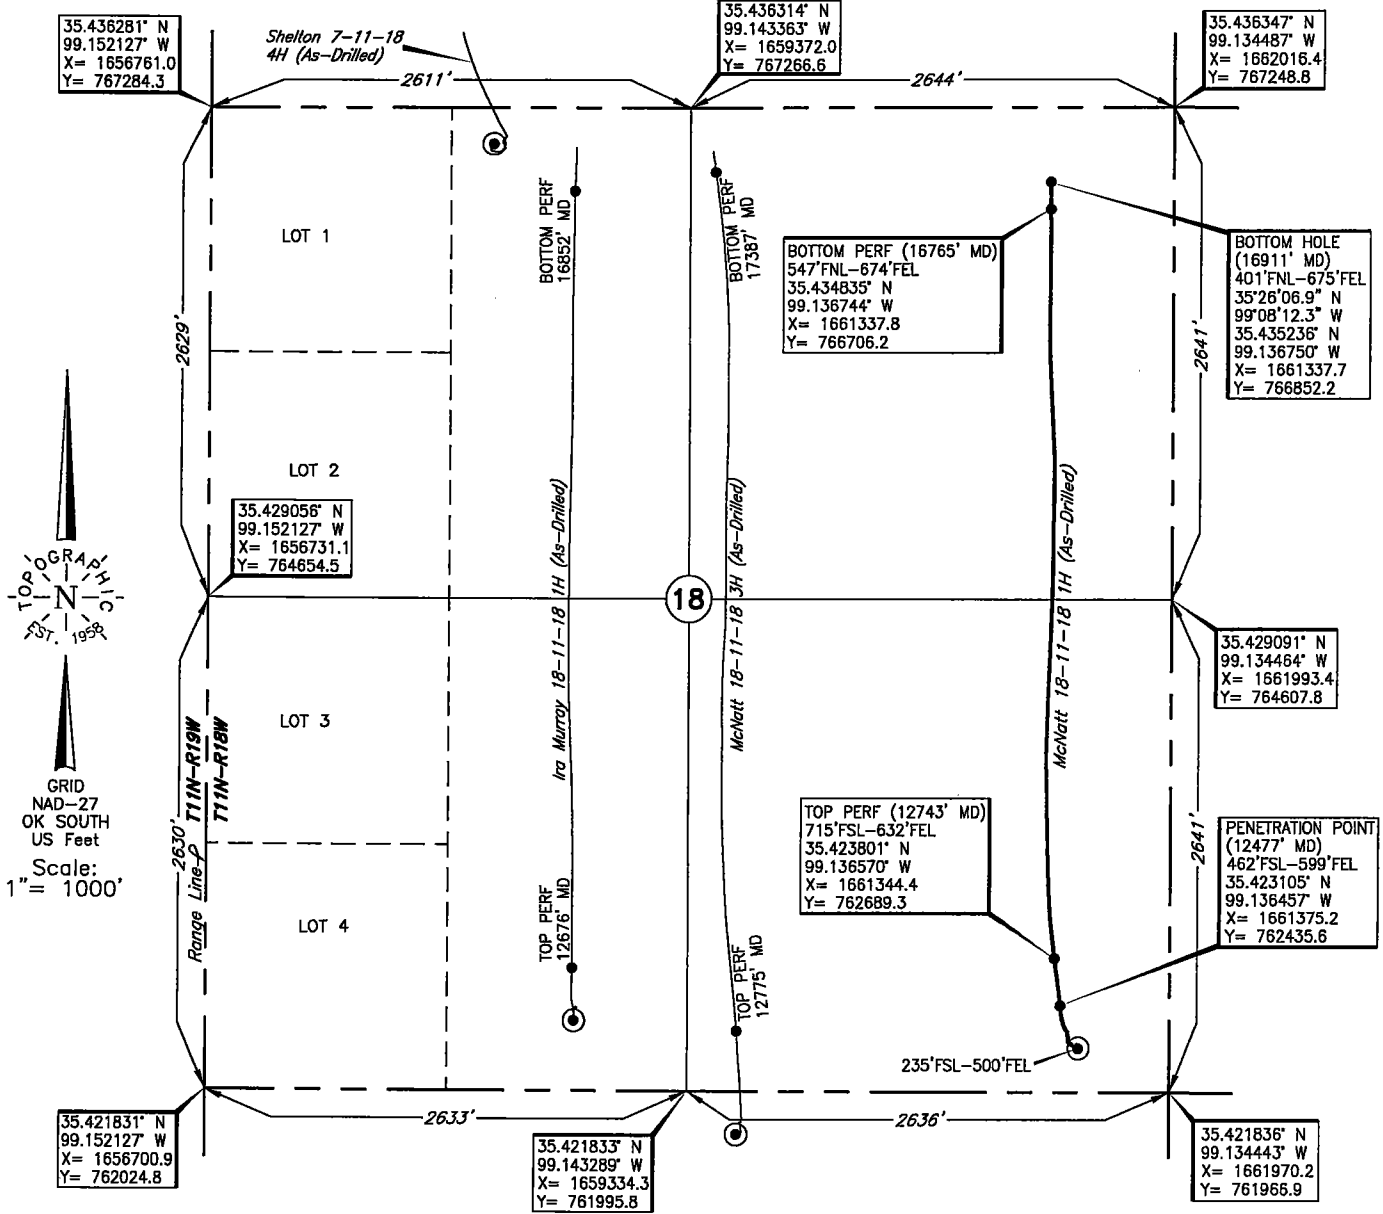 35.436281° N
99.152127° W
X= 1656761.0
Y= 767284.3
Shelton 7-11-18
4H (As-Drilled)
35.436314° N
99.143363° W
X= 1659372.0
Y= 767266.6
35.436347° N
99.134487° W
X= 1662016.4
Y= 767248.8
2611'
2644'
LOT 1
BOTTOM PERF
16852' MD
BOTTOM PERF
17387' MD
BOTTOM PERF (16765' MD)
547'FNL-674'FEL
35.434835° N
99.136744° W
X= 1661337.8
Y= 766706.2
BOTTOM HOLE
(16911' MD)
401'FNL-675'FEL
35°26'06.9" N
99°08'12.3" W
35.435236° N
99.136750° W
X= 1661337.7
Y= 766852.2
2629'
2641'
LOT 2
35.429056° N
99.152127° W
X= 1656731.1
Y= 764654.5
Ira Murray 18-11-18 1H (As-Drilled)
McNatt 18-11-18 3H (As-Drilled)
McNatt 18-11-18 1H (As-Drilled)
TOPOGRAPHIC
N
EST. 1958
18
35.429091° N
99.134464° W
X= 1661993.4
Y= 764607.8
LOT 3
T11N-R19W
T11N-R18W
GRID
NAD-27
OK SOUTH
US Feet
Scale:
1"= 1000'
2630'
Range Line
TOP PERF (12743' MD)
715'FSL-632'FEL
35.423801° N
99.136570° W
X= 1661344.4
Y= 762689.3
2641'
PENETRATION POINT
(12477' MD)
462'FSL-599'FEL
35.423105° N
99.136457° W
X= 1661375.2
Y= 762435.6
LOT 4
TOP PERF
12676' MD
TOP PERF
12775' MD
235'FSL-500'FEL
2633'
2636'
35.421831° N
99.152127° W
X= 1656700.9
Y= 762024.8
35.421833° N
99.143289° W
X= 1659334.3
Y= 761995.8
35.421836° N
99.134443° W
X= 1661970.2
Y= 761966.9